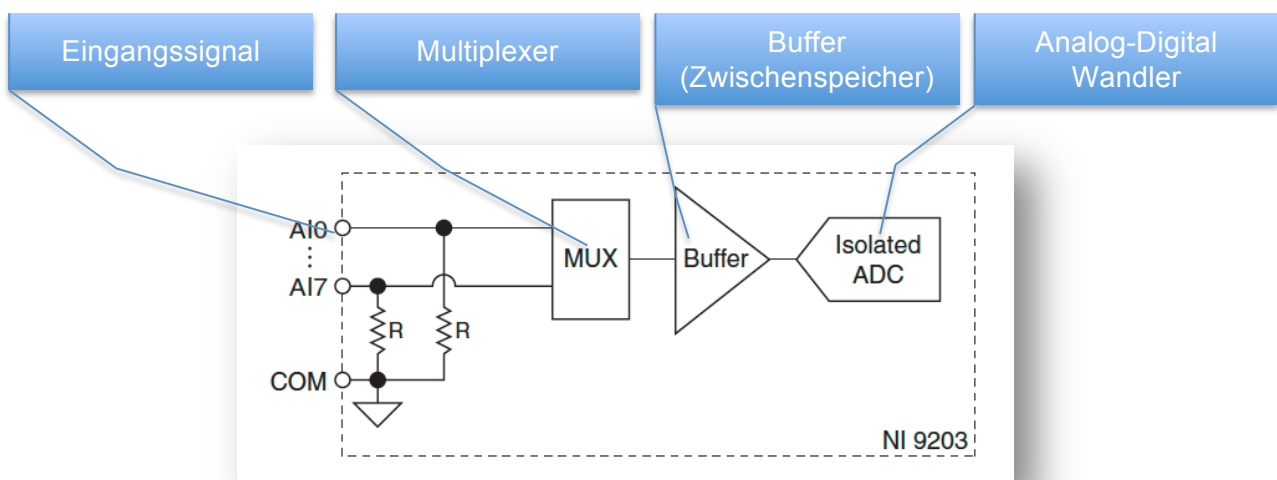 Eingangssignal
Multiplexer
Buffer
(Zwischenspeicher)
Analog-Digital
Wandler
AI0
AI7
COM
R
R
MUX
Buffer
Isolated
ADC
NI 9203